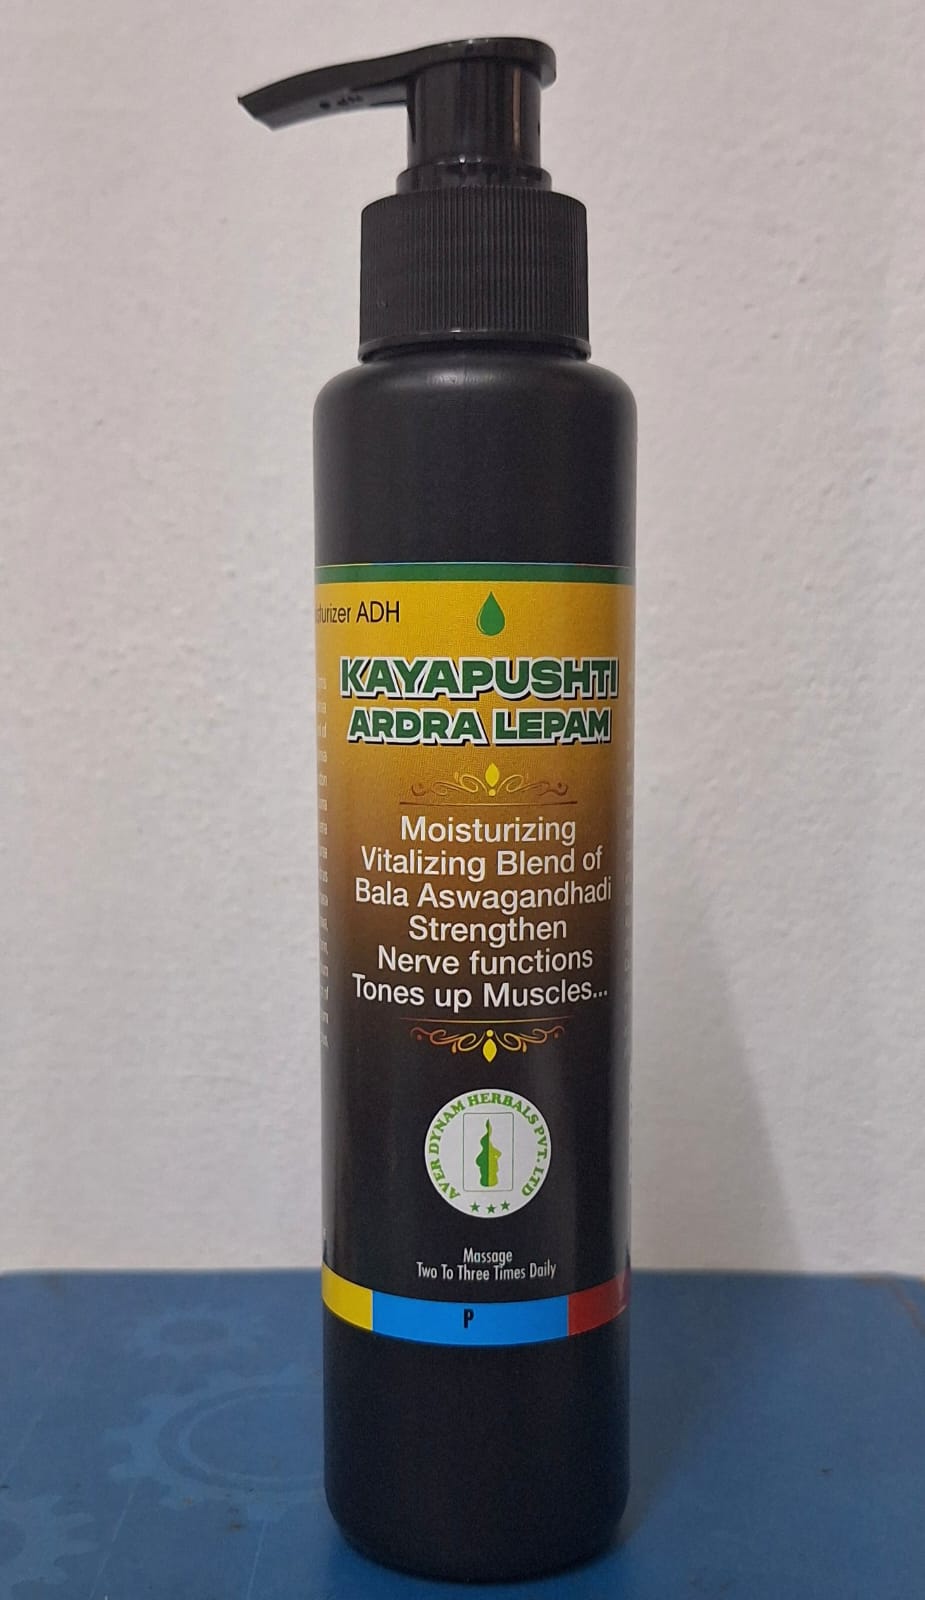 ADH
KAYAPUSHTI
ARDRA LEPAM
Moisturizing
Vitalizing Blend of
Bala Aswagandhadi
Strengthen
Nerve functions
Tones up Muscles...
AVER DYNAM HERBALS PVT. LTD
Massage
Two To Three Times Daily
P